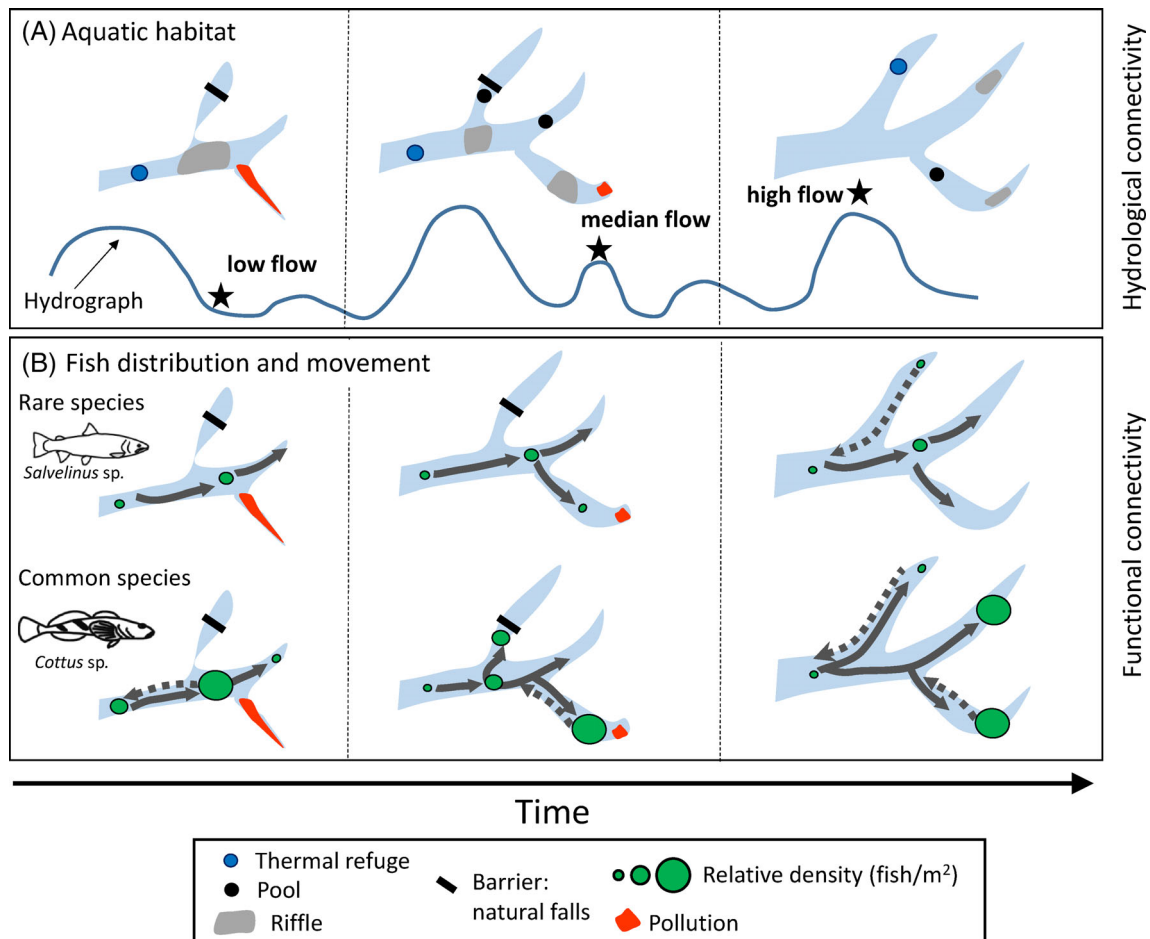 (A) Aquatic habitat
Hydrological connectivity
low flow
median flow
high flow
Hydrograph
(B) Fish distribution and movement
Functional connectivity
Rare species
Salvelinus sp.
Common species
Cottus sp.
Time
Thermal refuge
Pool
Riffle
Barrier:
natural falls
Relative density (fish/m²)
Pollution